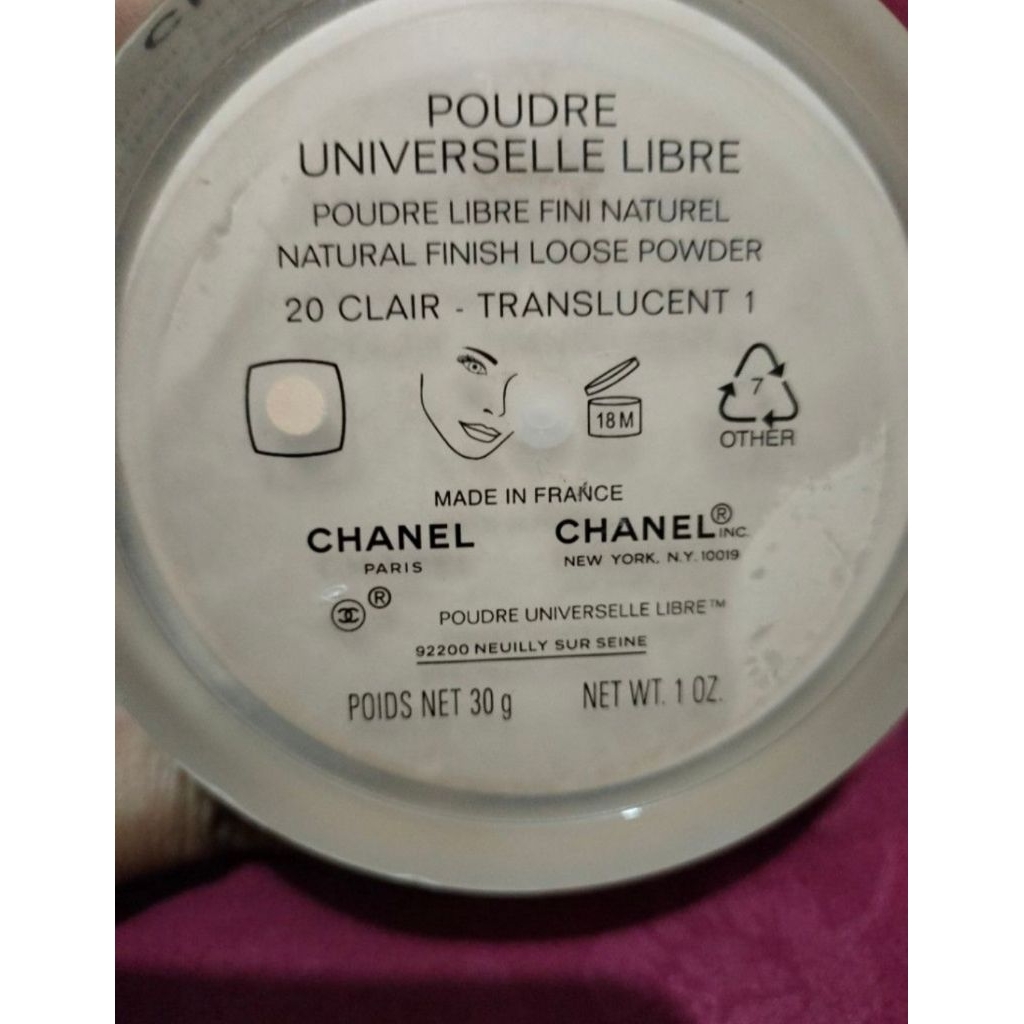 POUDRE
UNIVERSELLE LIBRE
POUDRE LIBRE FINI NATUREL
NATURAL FINISH LOOSE POWDER
20 CLAIR - TRANSLUCENT 1
18 M
7
OTHER
MADE IN FRANCE
CHANEL
PARIS
CHANEL® INC.
NEW YORK, N.Y. 10019
®
POUDRE UNIVERSELLE LIBRE™
92200 NEUILLY SUR SEINE
POIDS NET 30 g NET WT. 1 OZ.